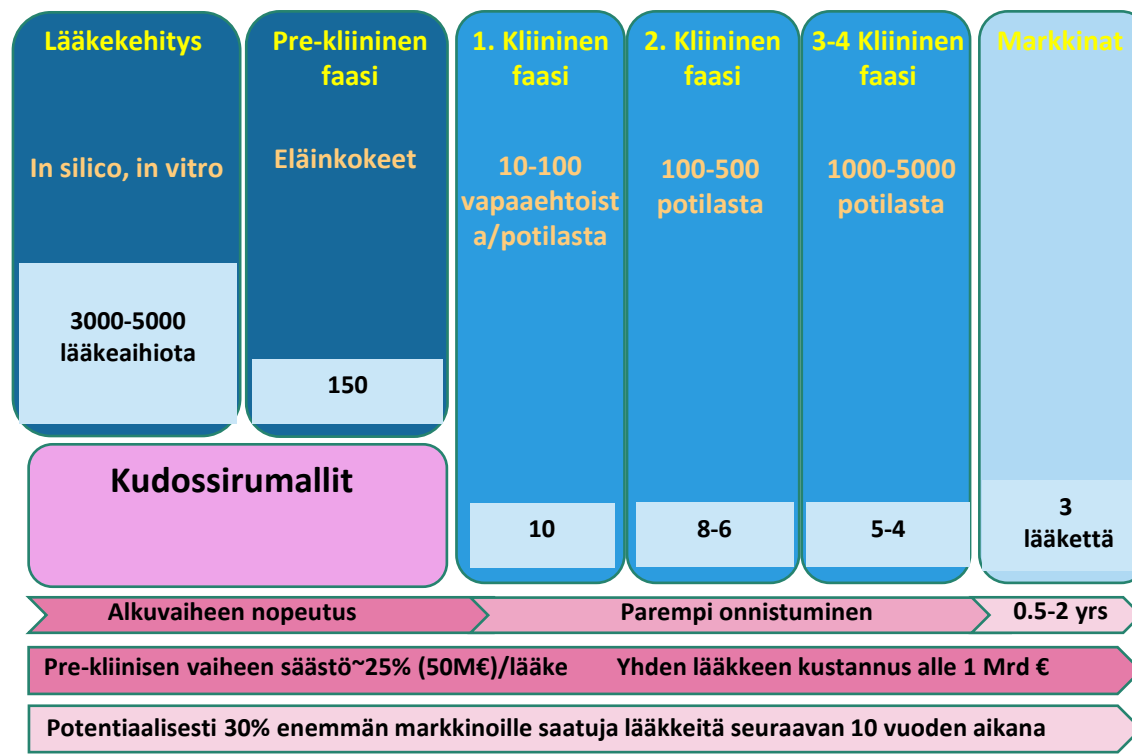 Lääkekehitys
In silico, in vitro
3000-5000
lääkeaihiota
Pre-kliininen
faasi
Eläinkokeet
150
1. Kliininen
faasi
10-100
vapaaehtoist
a/potilasta
10
2. Kliininen
faasi
100-500
potilasta
8-6
3-4 Kliininen
faasi
1000-5000
potilasta
5-4
Markkinat
3
lääkettä
Kudossirumallit
Alkuvaiheen nopeutus
Parempi onnistuminen
0.5-2 yrs
Pre-kliinisen vaiheen säästö~25% (50M€)/lääke
Yhden lääkkeen kustannus alle 1 Mrd €
Potentiaalisesti 30% enemmän markkinoille saatuja lääkkeitä seuraavan 10 vuoden aikana